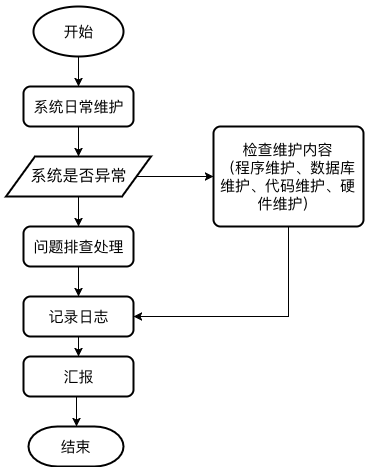 开始
系统日常维护
系统是否异常
检查维护内容
（程序维护、数据库
维护、代码维护、硬
件维护）
问题排查处理
记录日志
汇报
结束